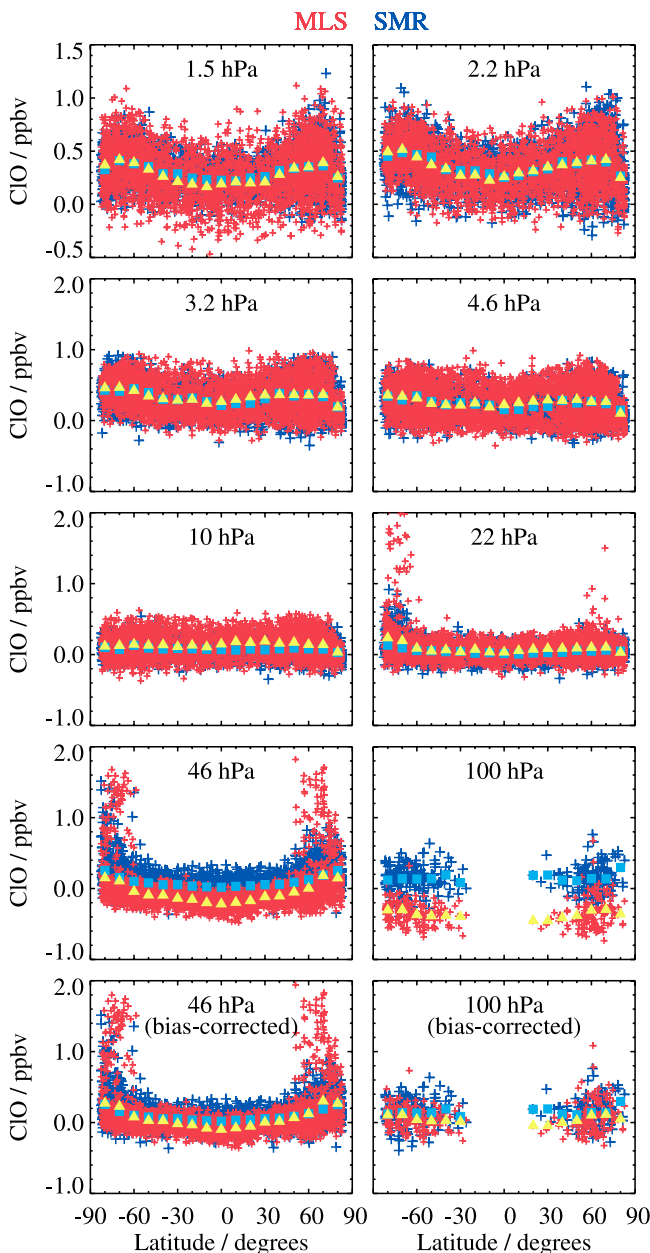 MLS SMR
1.5 hPa
2.2 hPa
ClO / ppbv
1.5
1.0
0.5
0.0
-0.5
3.2 hPa
4.6 hPa
ClO / ppbv
2.0
1.0
0.0
-1.0
10 hPa
22 hPa
ClO / ppbv
2.0
1.0
0.0
-1.0
46 hPa
100 hPa
ClO / ppbv
2.0
1.0
0.0
-1.0
46 hPa
(bias-corrected)
100 hPa
(bias-corrected)
ClO / ppbv
2.0
1.0
0.0
-1.0
-90 -60 -30 0 30 60 90 -60 -30 0 30 60 90
Latitude / degrees Latitude / degrees